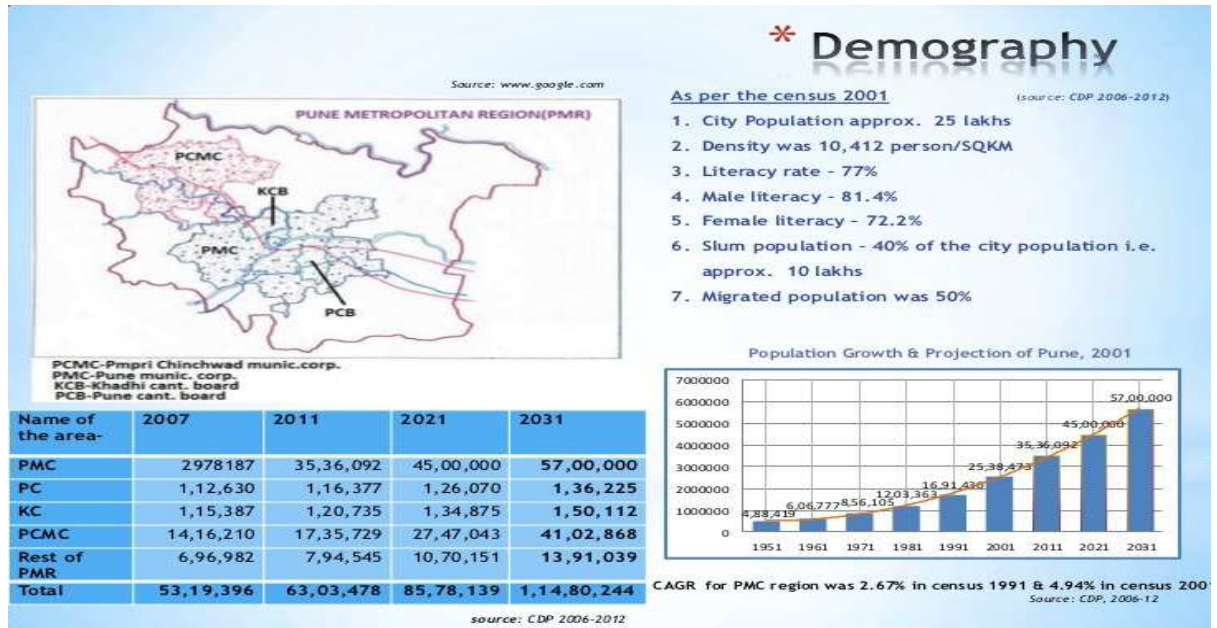 * Demography
Source: www.google.com
PUNE METROPOLITAN REGION(PMR)
PCMC
KCB
PMC
PCB
PCMC-Pmpri Chinchwad munic.corp.
PMC-Pune munic. corp.
KCB-Khadhi cant. board
PCB-Pune cant. board
Name of the area- 2007 2011 2021 2031
PMC 2978187 35,36,092 45,00,000 57,00,000
PC 1,12,630 1,16,377 1,26,070 1,36,225
KC 1,15,387 1,20,735 1,34,875 1,50,112
PCMC 14,16,210 17,35,729 27,47,043 41,02,868
Rest of PMR 6,96,982 7,94,545 10,70,151 13,91,039
Total 53,19,396 63,03,478 85,78,139 1,14,80,244
source: CDP 2006-2012
As per the census 2001 (source: CDP 2006-2012)
1. City Population approx. 25 lakhs
2. Density was 10,412 person/SQKM
3. Literacy rate - 77%
4. Male literacy - 81.4%
5. Female literacy - 72.2%
6. Slum population - 40% of the city population i.e.
approx. 10 lakhs
7. Migrated population was 50%
Population Growth & Projection of Pune, 2001
7000000
6000000
5000000
4000000
3000000
2000000
1000000
0
4,88,419
6,06,777
8,56,105
12,03,363
16,91,430
25,38,473
35,36,092
45,00,000
57,00,000
1951 1961 1971 1981 1991 2001 2011 2021 2031
CAGR for PMC region was 2.67% in census 1991 & 4.94% in census 2001
Source: CDP, 2006-12